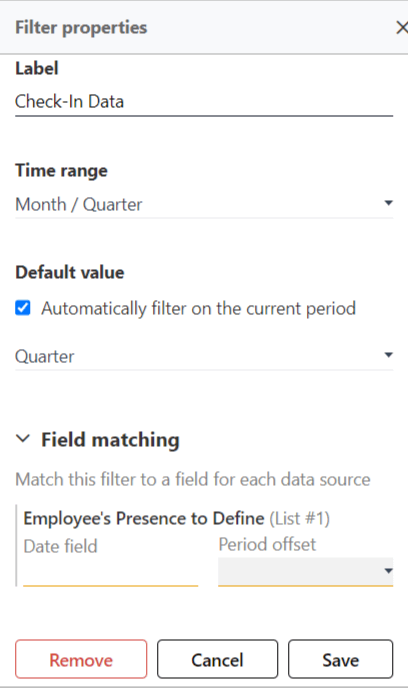 Filter properties
Label
Check-In Data
Time range
Month / Quarter
Default value
Automatically filter on the current period
Quarter
Field matching
Match this filter to a field for each data source
Employee's Presence to Define (List #1)
Date field
Period offset
Remove
Cancel
Save